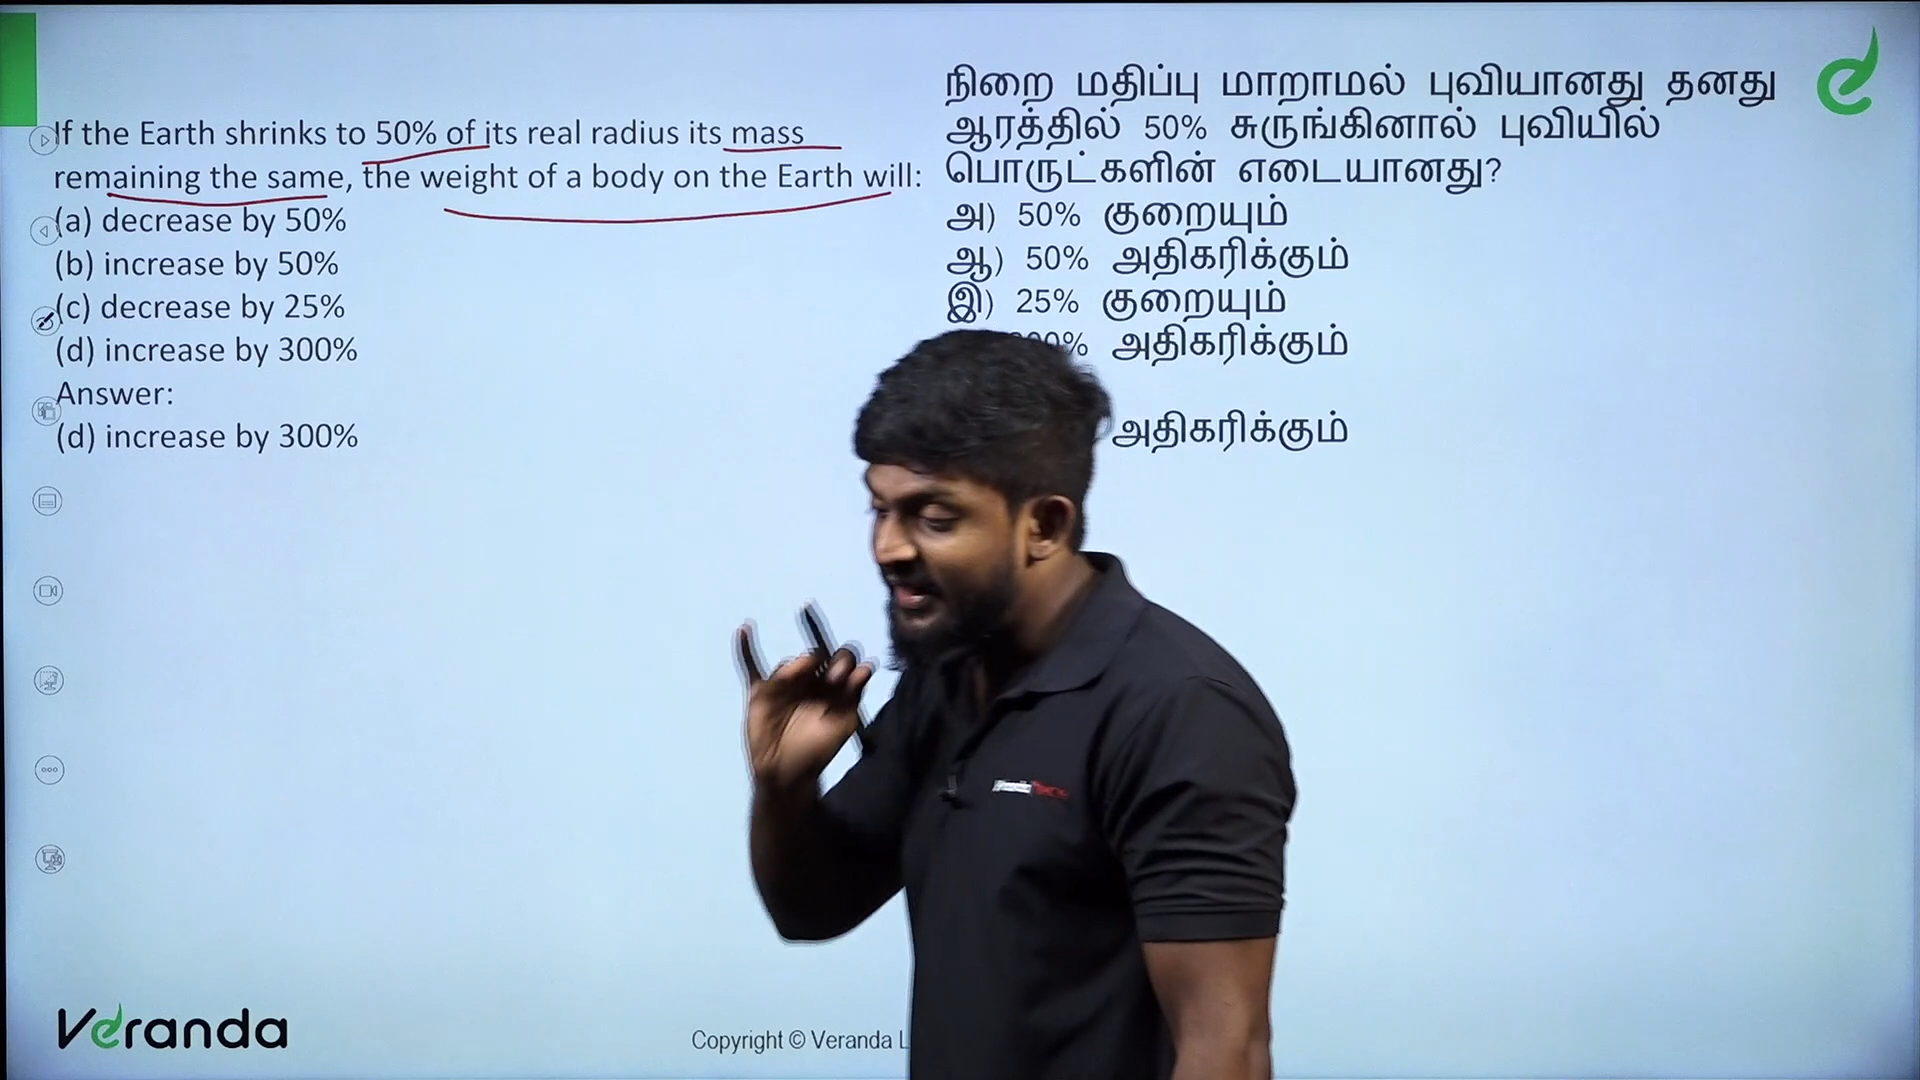 If the Earth shrinks to 50% of its real radius its mass
remaining the same, the weight of a body on the Earth will:
(a) decrease by 50%
(b) increase by 50%
(c) decrease by 25%
(d) increase by 300%
Answer:
(d) increase by 300%
நிறை மதிப்பு மாறாமல் புவியானது தனது
ஆரத்தில் 50% சுருங்கினால் புவியில்
பொருட்களின் எடையானது?
அ) 50% குறையும்
ஆ) 50% அதிகரிக்கும்
இ) 25% குறையும்
அதிகரிக்கும்
அதிகரிக்கும்
Veranda
Copyright © Veranda